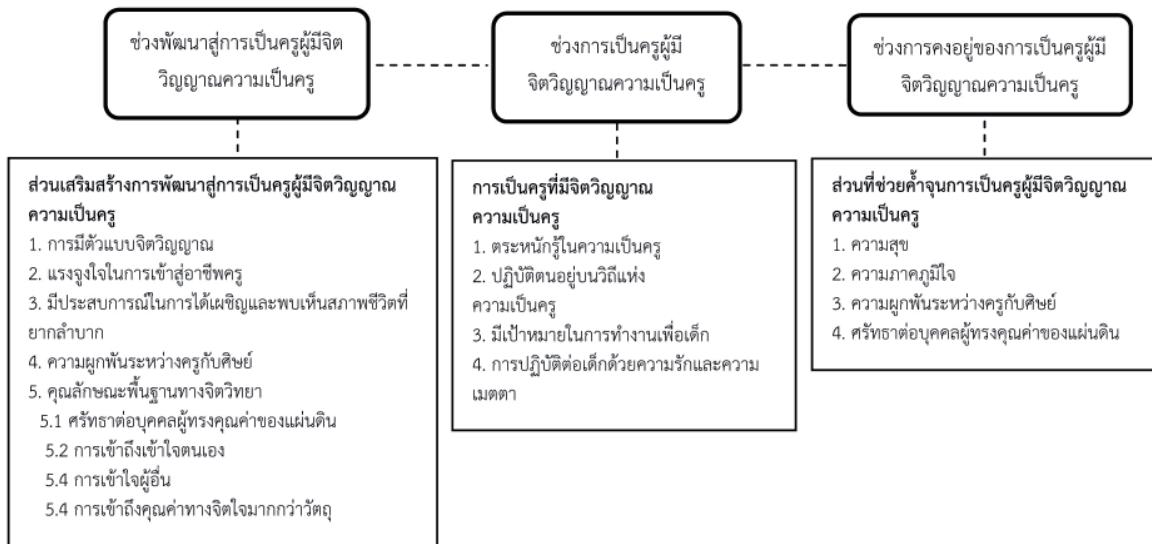 ช่วงพัฒนาสู่การเป็นครูผู้มีจิต
วิญญาณความเป็นครู
ช่วงการเป็นครูผู้มี
จิตวิญญาณความเป็นครู
ช่วงการคงอยู่ของการเป็นครูผู้มี
จิตวิญญาณความเป็นครู
ส่วนเสริมสร้างการพัฒนาสู่การเป็นครูผู้มีจิตวิญญาณ
ความเป็นครู
1. การมีตัวแบบจิตวิญญาณ
2. แรงจูงใจในการเข้าสู่อาชีพครู
3. มีประสบการณ์ในการได้เผชิญและพบเห็นสภาพชีวิตที่
ยากลำบาก
4. ความผูกพันระหว่างครูกับศิษย์
5. คุณลักษณะพื้นฐานทางจิตวิทยา
5.1 ศรัทธาต่อบุคคลผู้ทรงคุณค่าของแผ่นดิน
5.2 การเข้าถึงเข้าใจตนเอง
5.4 การเข้าใจผู้อื่น
5.4 การเข้าถึงคุณค่าทางจิตใจมากกว่าวัตถุ
การเป็นครูที่มีจิตวิญญาณ
ความเป็นครู
1. ตระหนักรู้ในความเป็นครู
2. ปฏิบัติตนอยู่บนวิถีแห่ง
ความเป็นครู
3. มีเป้าหมายในการทำงานเพื่อเด็ก
4. การปฏิบัติต่อเด็กด้วยความรักและความ
เมตตา
ส่วนที่ช่วยค้ำจุนการเป็นครูผู้มีจิตวิญญาณ
ความเป็นครู
1. ความสุข
2. ความภาคภูมิใจ
3. ความผูกพันระหว่างครูกับศิษย์
4. ศรัทธาต่อบุคคลผู้ทรงคุณค่าของแผ่นดิน